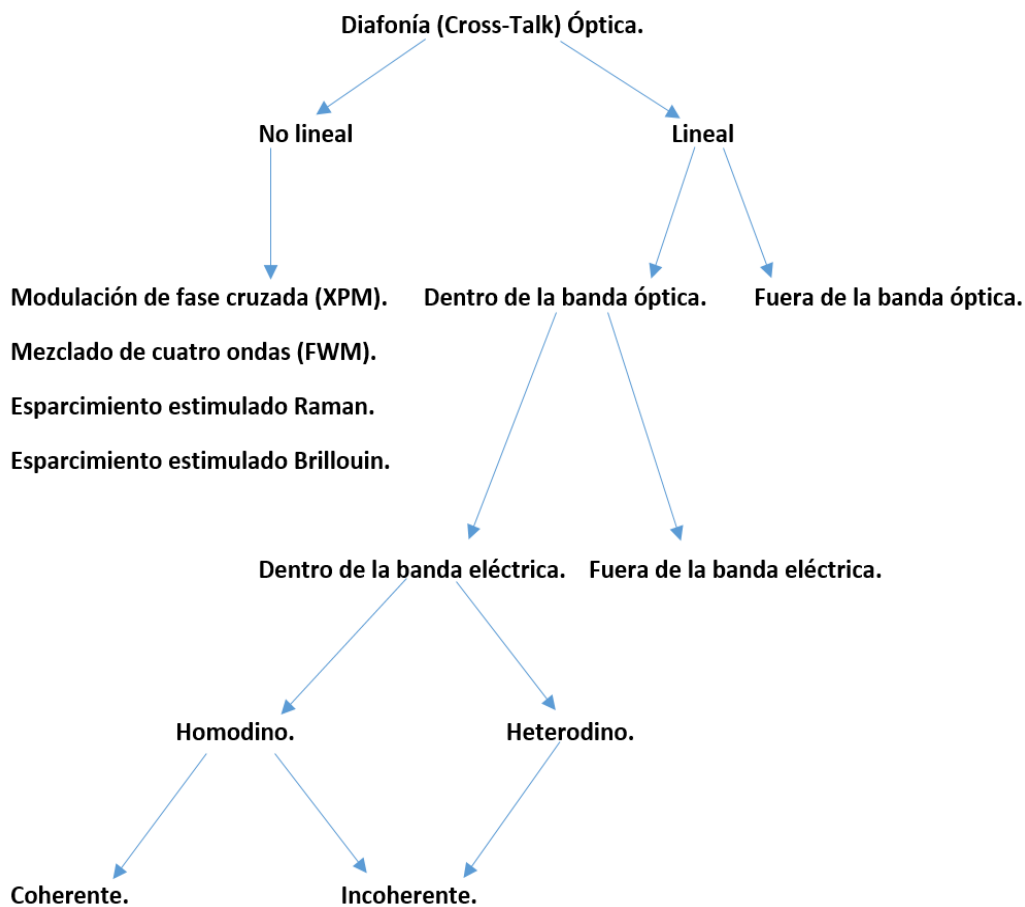 Diafonía (Cross-Talk) Óptica.
No lineal
Lineal
Modulación de fase cruzada (XPM).
Dentro de la banda óptica.
Fuera de la banda óptica.
Mezclado de cuatro ondas (FWM).
Esparcimiento estimulado Raman.
Esparcimiento estimulado Brillouin.
Dentro de la banda eléctrica.
Fuera de la banda eléctrica.
Homodino.
Heterodino.
Coherente.
Incoherente.